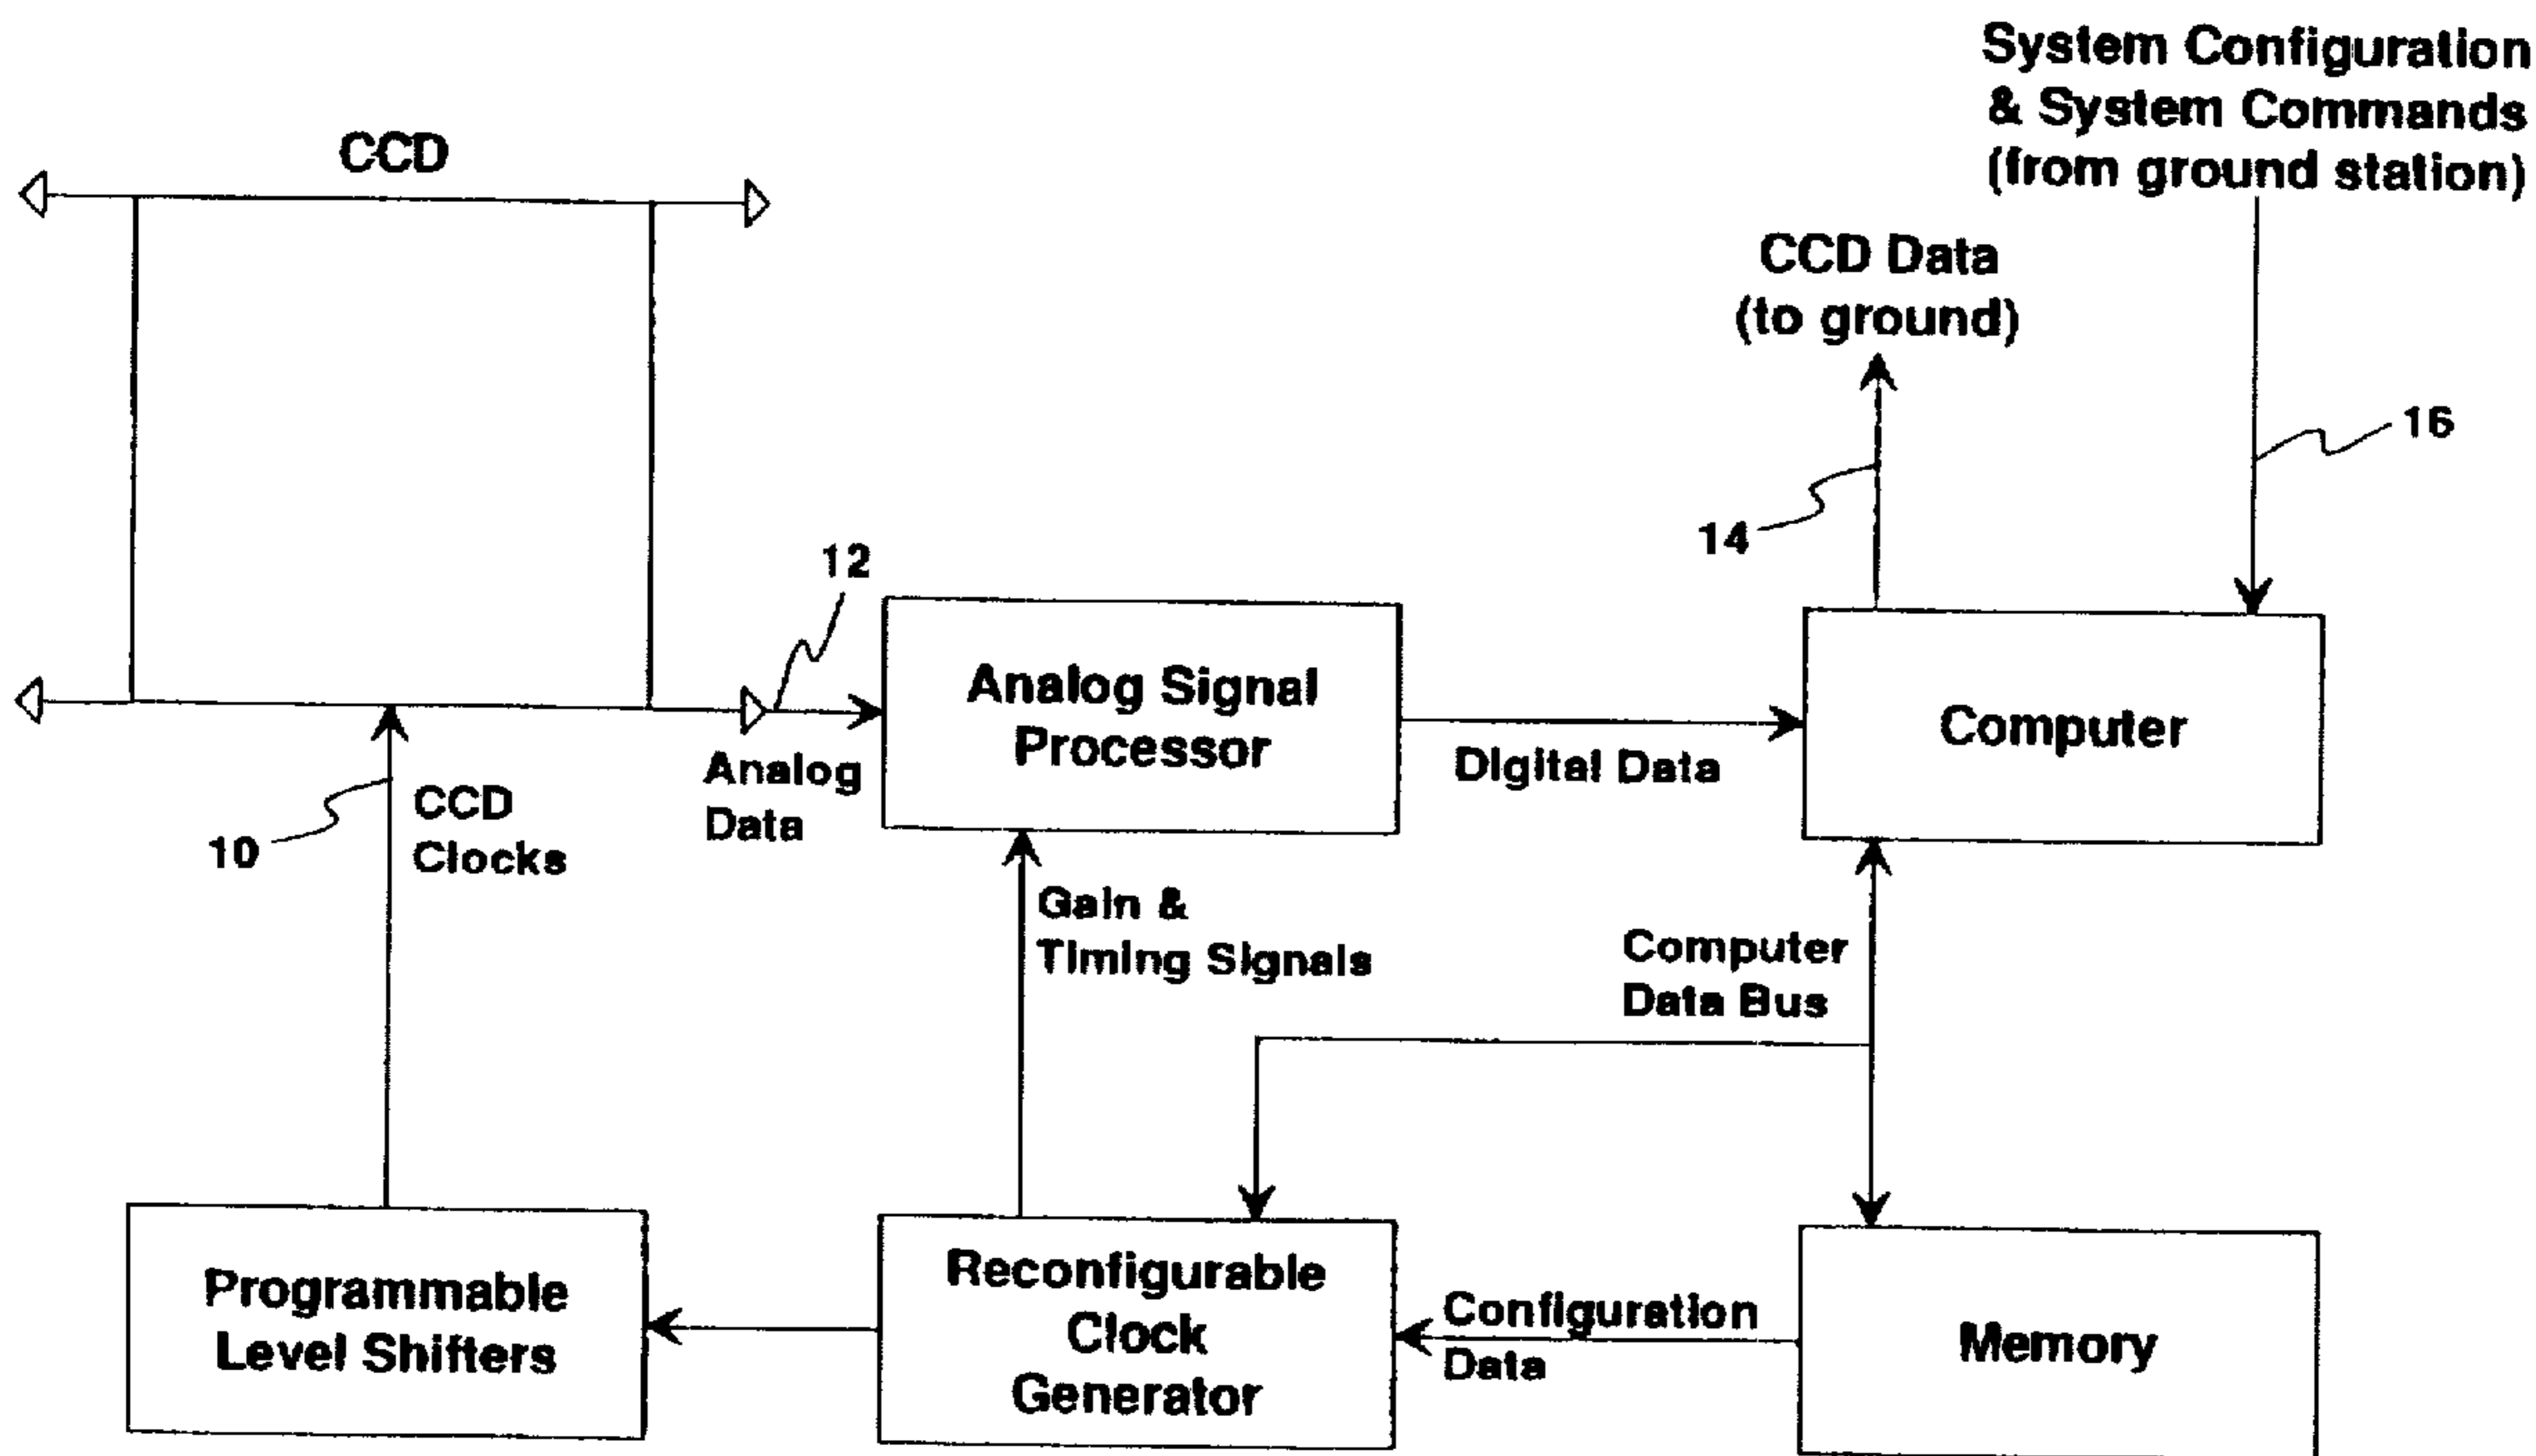 System Configuration
& System Commands
(from ground station)
CCD
CCD Data
(to ground)
16
14
12
Analog Signal
Processor
Computer
Analog
Data
Digital Data
10
CCD
Clocks
Gain &
Timing Signals
Computer
Data Bus
Programmable
Level Shifters
Reconfigurable
Clock
Generator
Configuration
Data
Memory